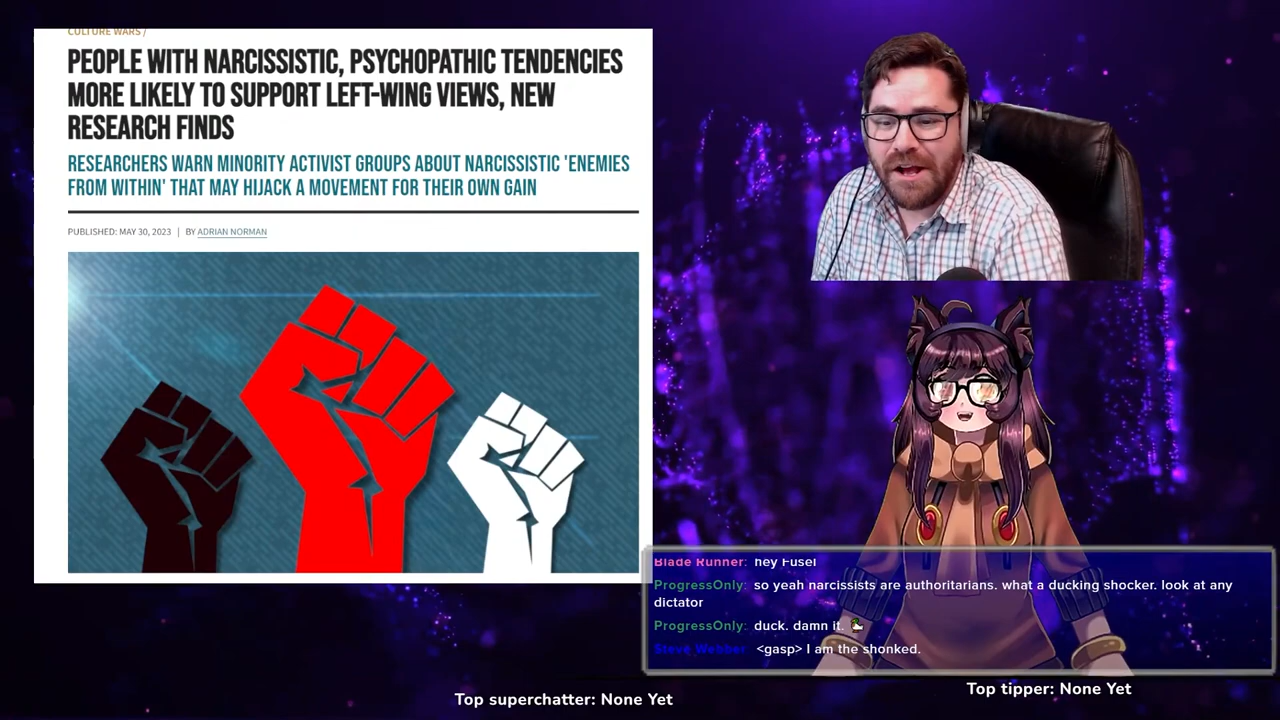 CULTURE WARS /
PEOPLE WITH NARCISSISTIC, PSYCHOPATHIC TENDENCIES
MORE LIKELY TO SUPPORT LEFT-WING VIEWS, NEW
RESEARCH FINDS
RESEARCHERS WARN MINORITY ACTIVIST GROUPS ABOUT NARCISSISTIC 'ENEMIES
FROM WITHIN' THAT MAY HIJACK A MOVEMENT FOR THEIR OWN GAIN
PUBLISHED: MAY 30, 2023 | BY ADRIAN NORMAN
Blade Runner: hey Fusel
ProgressOnly: so yeah narcissists are authoritarians. what a ducking shocker. look at any
dictator
ProgressOnly: duck. damn it.
Steve Webber: <gasp> I am the shonked.
Top superchatter: None Yet
Top tipper: None Yet